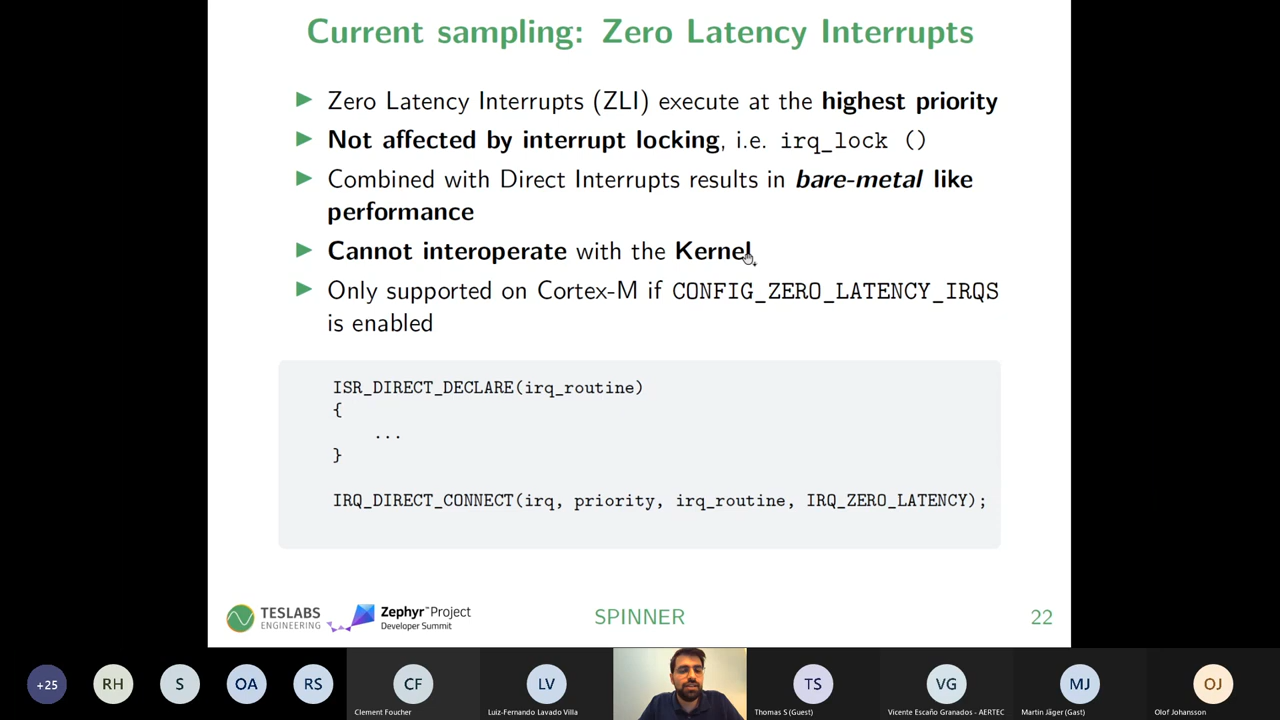 Current sampling: Zero Latency Interrupts
Zero Latency Interrupts (ZLI) execute at the highest priority
Not affected by interrupt locking, i.e. irq_lock ()
Combined with Direct Interrupts results in bare-metal like
performance
Cannot interoperate with the Kernel
Only supported on Cortex-M if CONFIG_ZERO_LATENCY_IRQS
is enabled
ISR_DIRECT_DECLARE(irq_routine)
{
...
}
IRQ_DIRECT_CONNECT(irq, priority, irq_routine, IRQ_ZERO_LATENCY);
TESLABS
ENGINEERING
Zephyr™Project
Developer Summit
SPINNER
22
+25
RH
S
OA
RS
CF
Clement Foucher
LV
Luiz-Fernando Lavado Villa
TS
Thomas S (Guest)
VG
Vicente Escaño Granados - AERTEC
MJ
Martin Jäger (Gast)
OJ
Olof Johansson